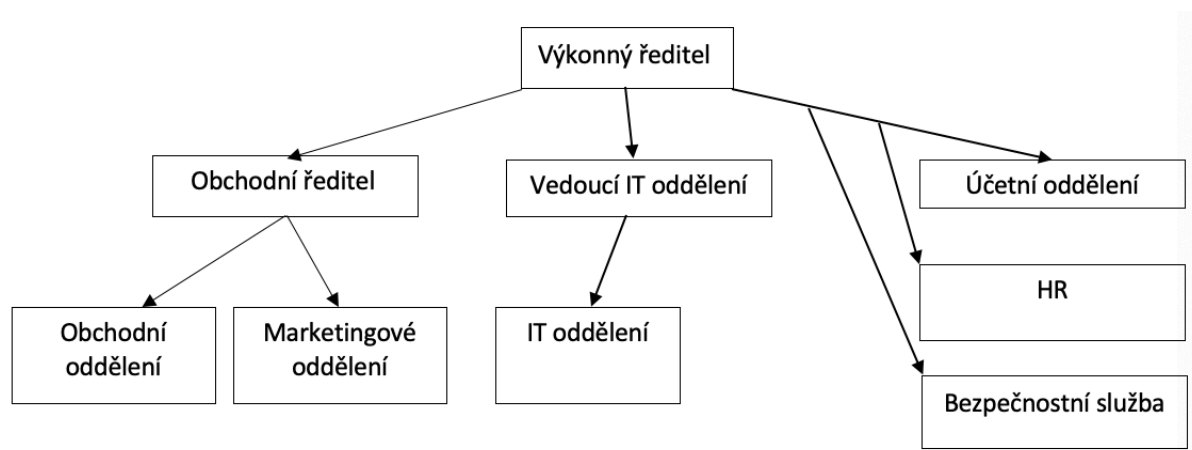 Výkonný ředitel
Obchodní ředitel
Vedoucí IT oddělení
Účetní oddělení
HR
Obchodní
oddělení
Marketingové
oddělení
IT oddělení
Bezpečnostní služba